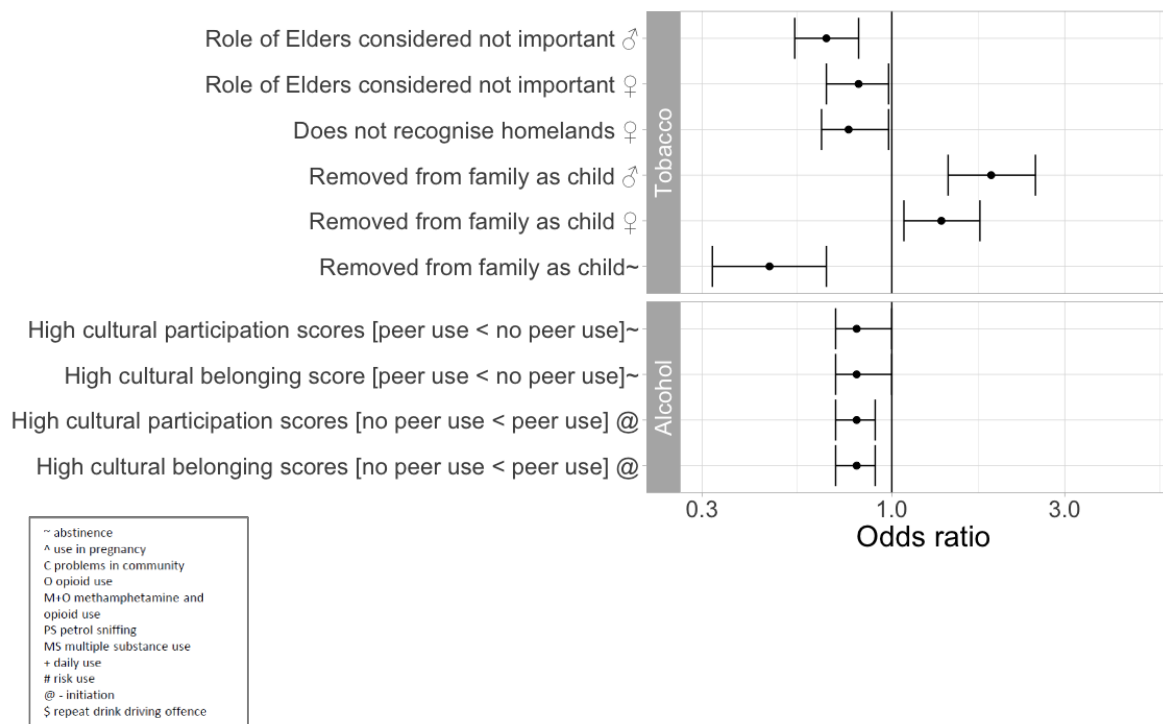 Role of Elders considered not important ♂
Role of Elders considered not important ♀
Does not recognise homelands ♀
Removed from family as child ♂
Removed from family as child ♀
Removed from family as child~
Tobacco
High cultural participation scores [peer use < no peer use]~
High cultural belonging score [peer use < no peer use]~
High cultural participation scores [no peer use < peer use] @
High cultural belonging scores [no peer use < peer use] @
Alcohol
0.3 1.0 3.0
Odds ratio
~ abstinence
^ use in pregnancy
C problems in community
O opioid use
M+O methamphetamine and
opioid use
PS petrol sniffing
MS multiple substance use
+ daily use
# risk use
@ - initiation
$ repeat drink driving offence